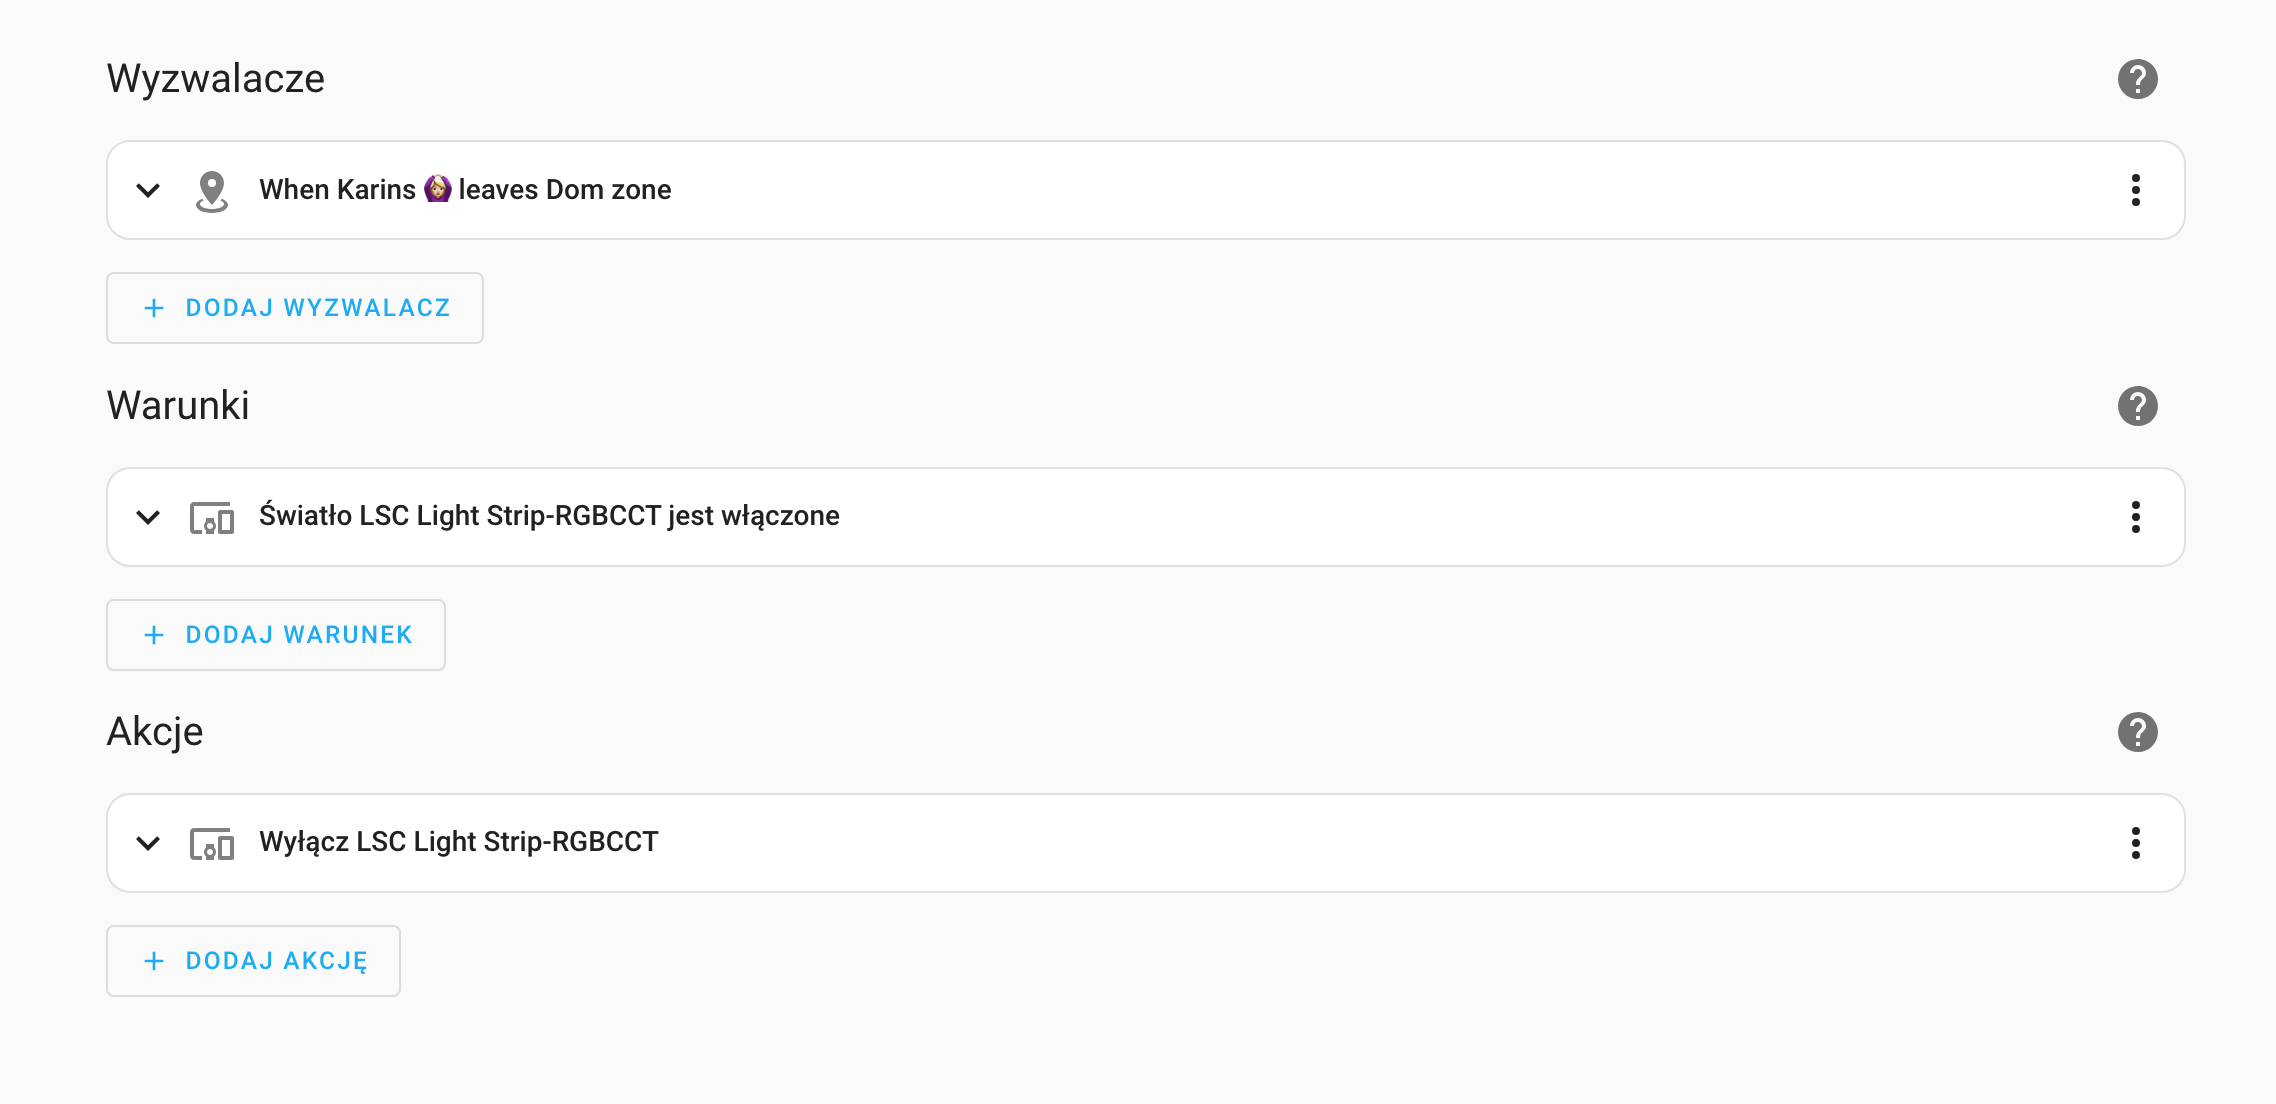 Wyzwalacze
When Karins 🙆🏼‍♀️ leaves Dom zone
+ DODAJ WYZWALACZ
Warunki
Światło LSC Light Strip-RGBCCT jest włączone
+ DODAJ WARUNEK
Akcje
Wyłącz LSC Light Strip-RGBCCT
+ DODAJ AKCJĘ